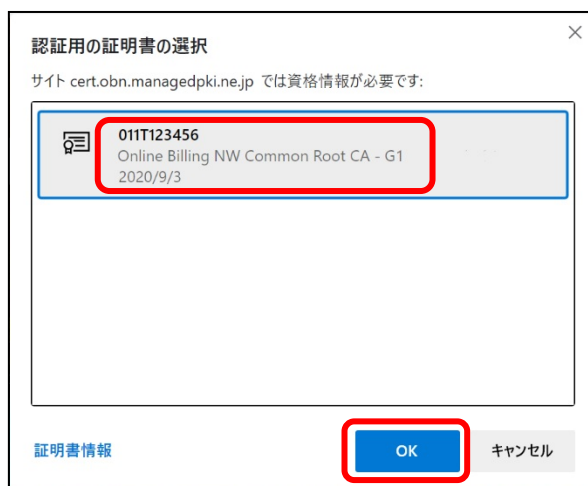 認証用の証明書の選択
サイト cert.obn.managedpki.ne.jp では資格情報が必要です:
011T123456
Online Billing NW Common Root CA - G1
2020/9/3
証明書情報
OK
キャンセル